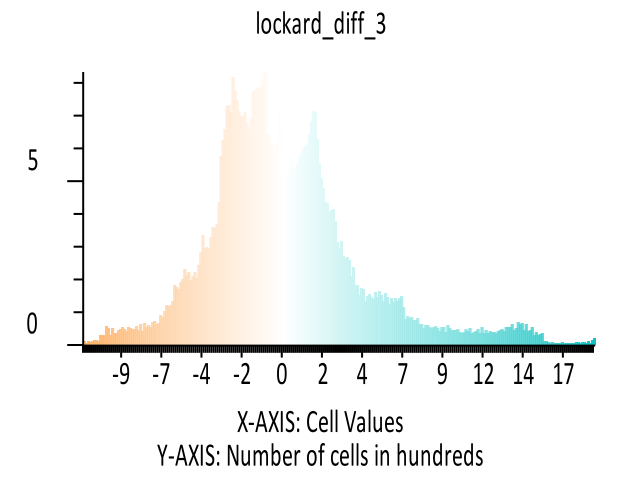 lockard_diff_3
5
0
-9 -7 -4 -2 0 2 4 7 9 12 14 17
X-AXIS: Cell Values
Y-AXIS: Number of cells in hundreds